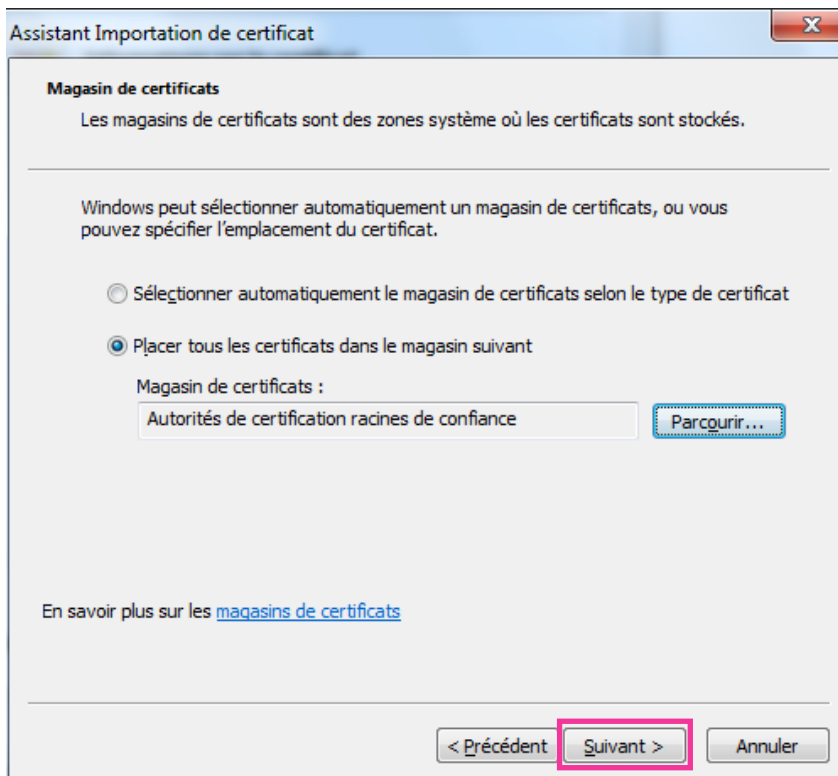 Assistant Importation de certificat
Magasin de certificats
Les magasins de certificats sont des zones système où les certificats sont stockés.
Windows peut sélectionner automatiquement un magasin de certificats, ou vous
pouvez spécifier l'emplacement du certificat.
Sélectionner automatiquement le magasin de certificats selon le type de certificat
Placer tous les certificats dans le magasin suivant
Magasin de certificats :
Autorités de certification racines de confiance
Parcourir...
En savoir plus sur les magasins de certificats
< Précédent
Suivant >
Annuler